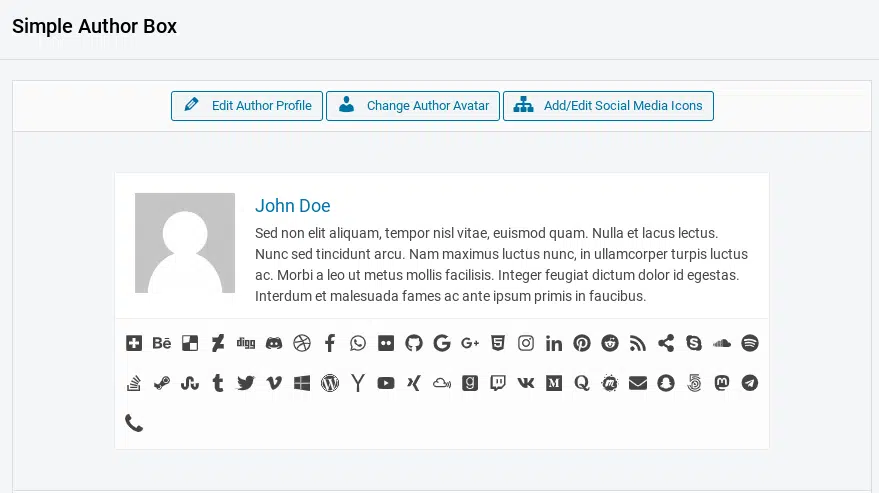 Simple Author Box
Edit Author Profile Change Author Avatar Add/Edit Social Media Icons
John Doe
Sed non elit aliquam, tempor nisl vitae, euismod quam. Nulla et lacus lectus.
Nunc sed tincidunt arcu. Nam maximus luctus nunc, in ullamcorper turpis luctus
ac. Morbi a leo ut metus mollis facilisis. Integer feugiat dictum dolor id egestas.
Interdum et malesuada fames ac ante ipsum primis in faucibus.